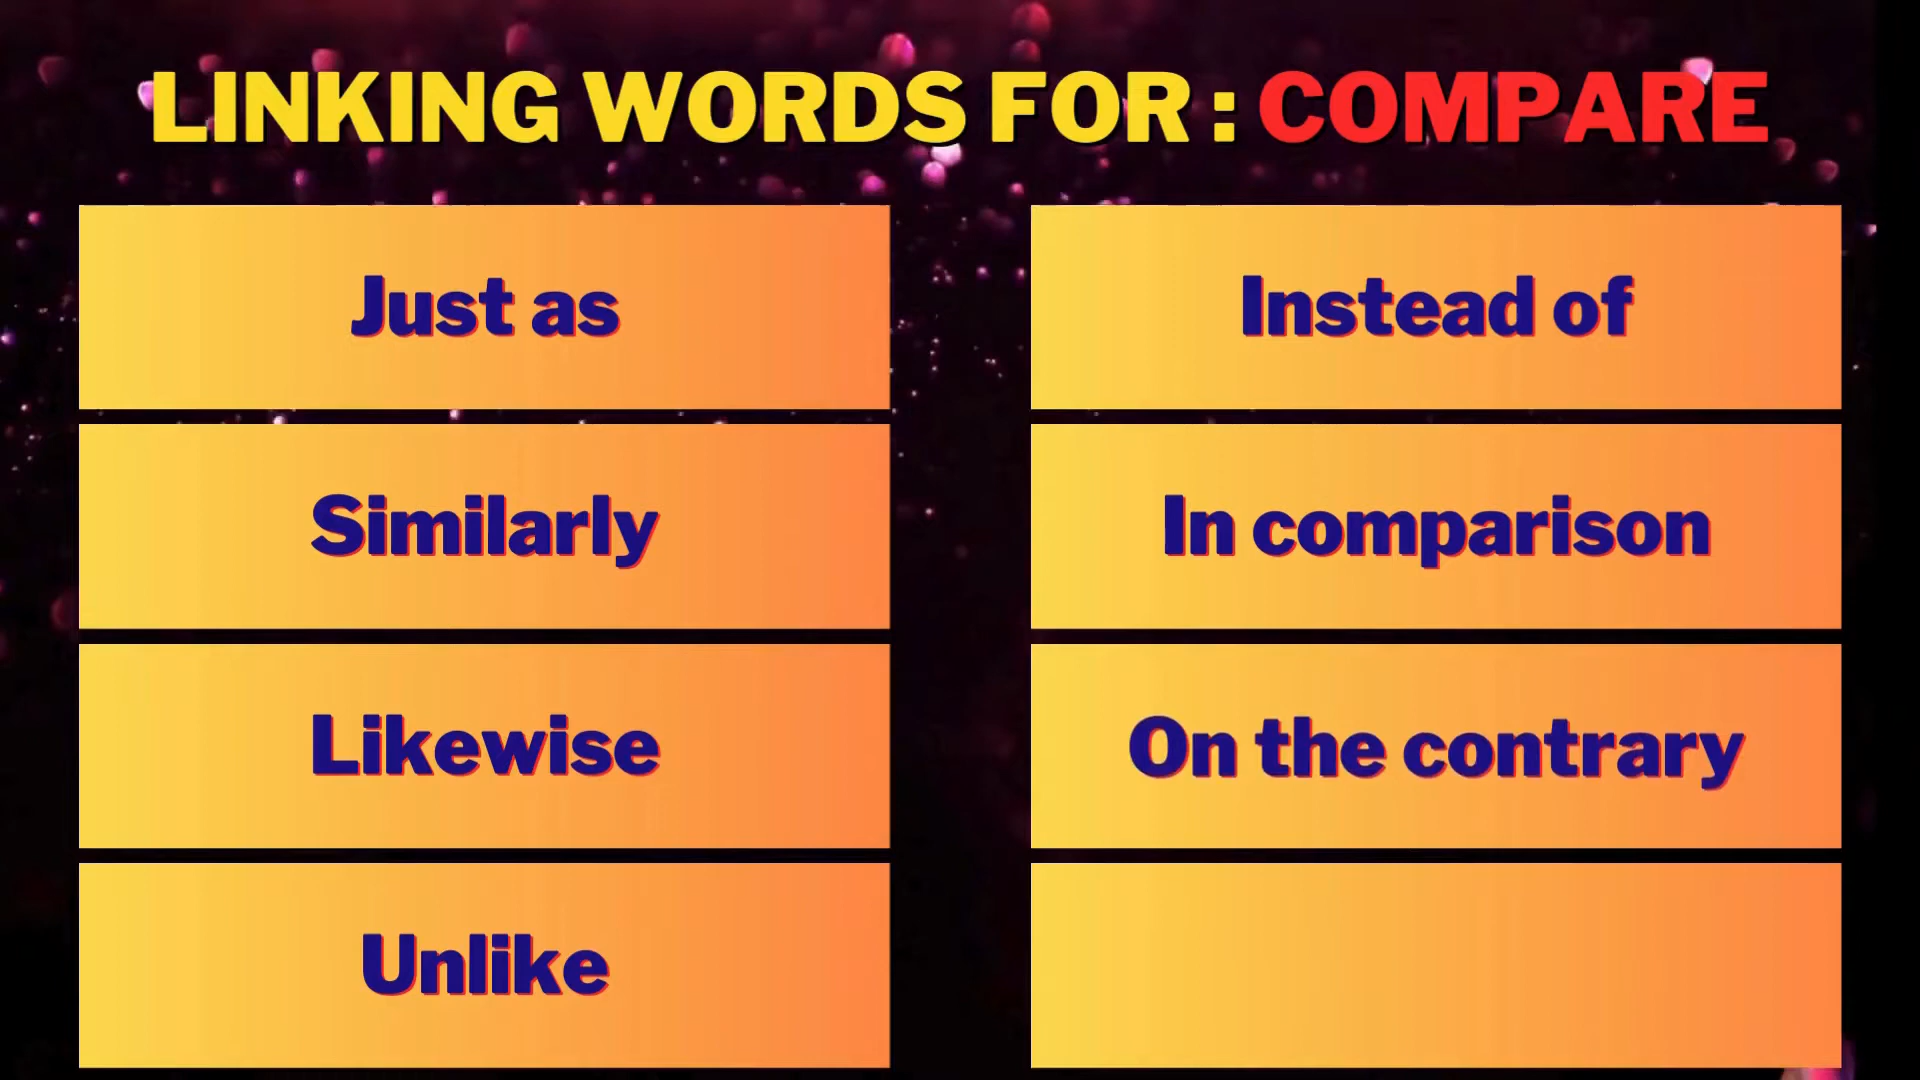 LINKING WORDS FOR : COMPARE
Just as
Similarly
Likewise
Unlike
Instead of
In comparison
On the contrary